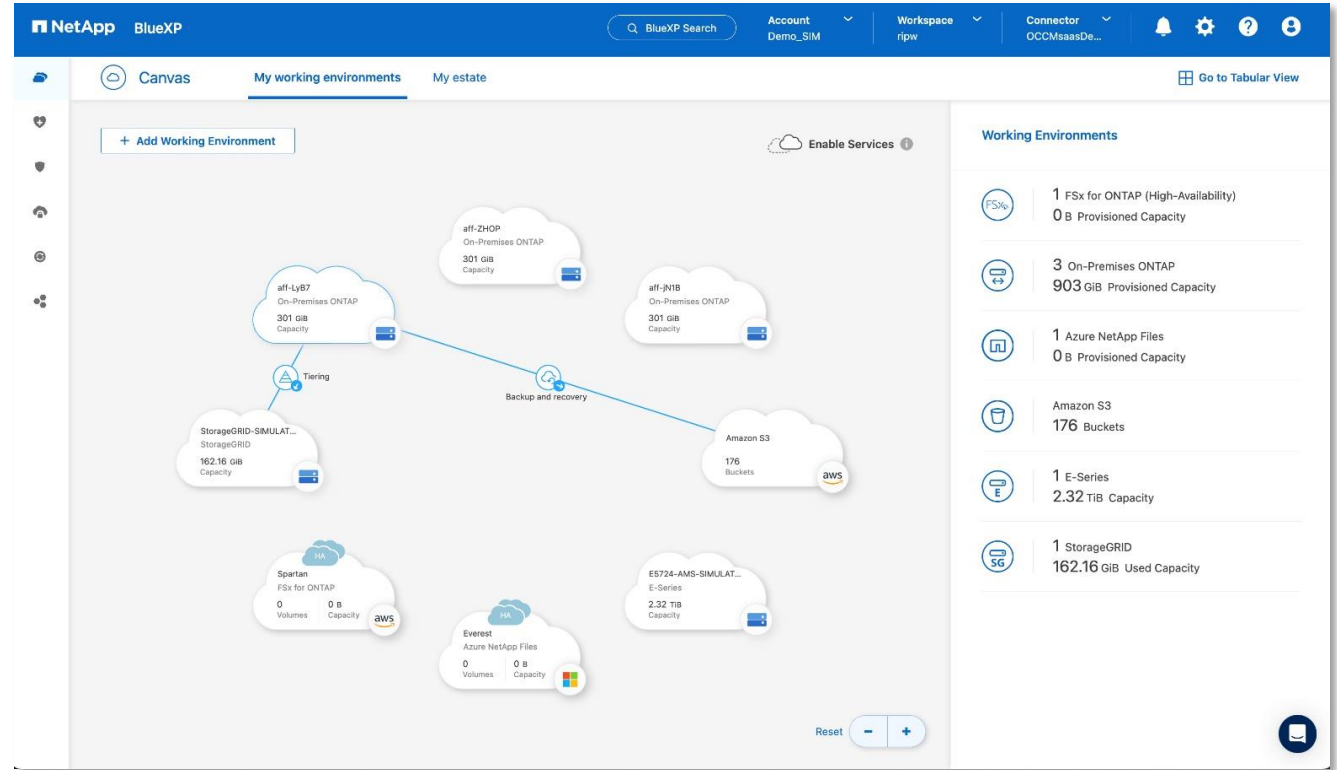 NetApp BlueXP
BlueXP Search
Account
Demo_SIM
Workspace
ripw
Connector
OCCMsaasDe...
Canvas
My working environments
My estate
Go to Tabular View
+ Add Working Environment
Enable Services
aff-ZHOP
On-Premises ONTAP
301 GiB
Capacity
aff-LyB7
On-Premises ONTAP
301 GiB
Capacity
aff-jN1B
On-Premises ONTAP
301 GiB
Capacity
Tiering
Backup and recovery
StorageGRID-SIMULAT...
StorageGRID
162.16 GiB
Capacity
Amazon S3
176
Buckets
aws
HA
Spartan
FSx for ONTAP
0 0 B
Volumes Capacity
aws
E5724-AMS-SIMULAT...
E-Series
2.32 TiB
Capacity
HA
Everest
Azure NetApp Files
0 0 B
Volumes Capacity
Reset - +
Working Environments
FSx
1 FSx for ONTAP (High-Availability)
0 B Provisioned Capacity
3 On-Premises ONTAP
903 GiB Provisioned Capacity
1 Azure NetApp Files
0 B Provisioned Capacity
Amazon S3
176 Buckets
E
1 E-Series
2.32 TiB Capacity
SG
1 StorageGRID
162.16 GiB Used Capacity